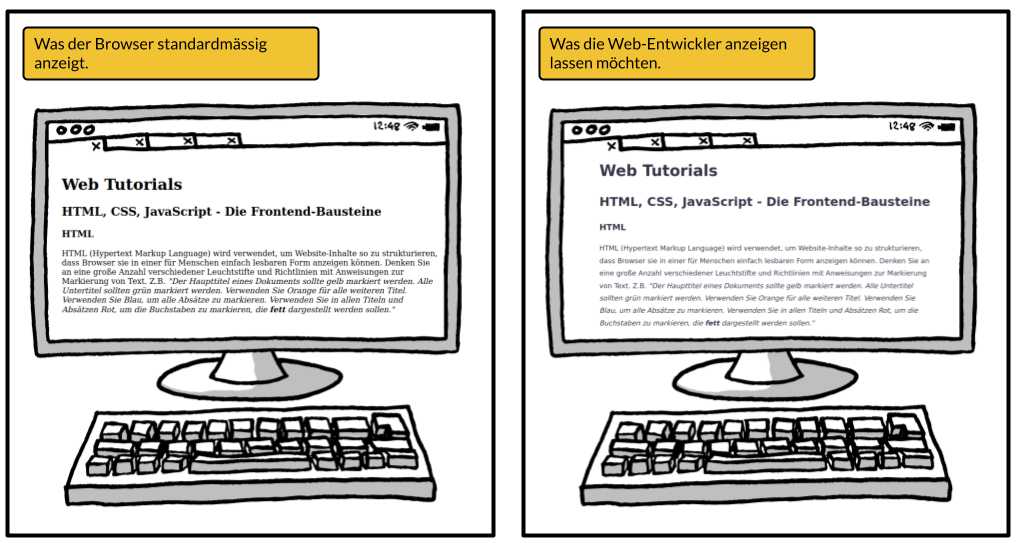 Was der Browser standardmässig
anzeigt.
12:48
Web Tutorials
HTML, CSS, JavaScript - Die Frontend-Bausteine
HTML
HTML (Hypertext Markup Language) wird verwendet, um Website-Inhalte so zu strukturieren,
dass Browser sie in einer für Menschen einfach lesbaren Form anzeigen können. Denken Sie
an eine große Anzahl verschiedener Leuchtstifte und Richtlinien mit Anweisungen zur
Markierung von Text. Z.B. "Der Haupttitel eines Dokuments sollte gelb markiert werden. Alle
Untertitel sollten grün markiert werden. Verwenden Sie Orange für alle weiteren Titel.
Verwenden Sie Blau, um alle Absätze zu markieren. Verwenden Sie in allen Titeln und
Absätzen Rot, um die Buchstaben zu markieren, die fett dargestellt werden sollen."
Was die Web-Entwickler anzeigen
lassen möchten.
12:48
Web Tutorials
HTML, CSS, JavaScript - Die Frontend-Bausteine
HTML
HTML (Hypertext Markup Language) wird verwendet, um Website-Inhalte so zu strukturieren,
dass Browser sie in einer für Menschen einfach lesbaren Form anzeigen können. Denken Sie an
eine große Anzahl verschiedener Leuchtstifte und Richtlinien mit Anweisungen zur Markierung
von Text. Z.B. "Der Haupttitel eines Dokuments sollte gelb markiert werden. Alle Untertitel
sollten grün markiert werden. Verwenden Sie Orange für alle weiteren Titel. Verwenden Sie
Blau, um alle Absätze zu markieren. Verwenden Sie in allen Titeln und Absätzen Rot, um die
Buchstaben zu markieren, die fett dargestellt werden sollen."